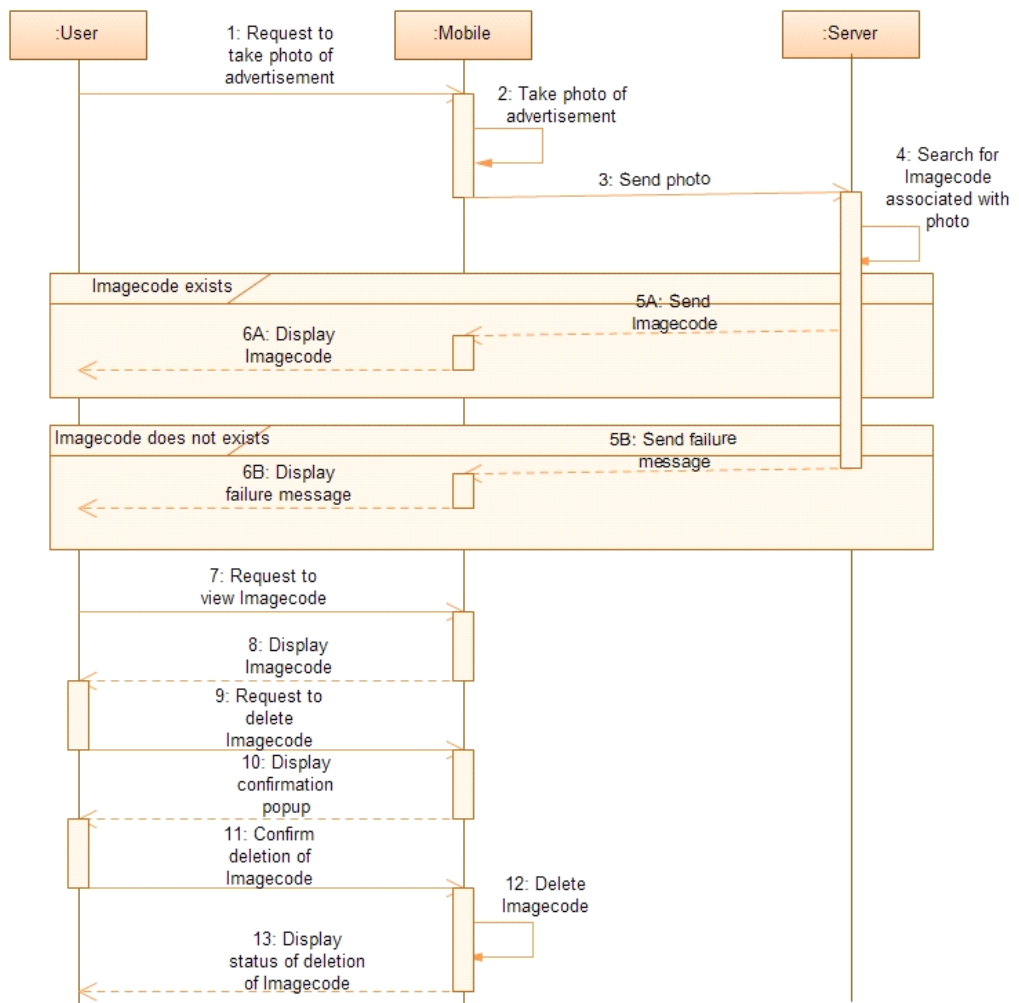 :User
:Mobile
:Server
1: Request to
take photo of
advertisement
2: Take photo of
advertisement
3: Send photo
4: Search for
Imagecode
associated with
photo
Imagecode exists
5A: Send
Imagecode
6A: Display
Imagecode
Imagecode does not exists
5B: Send failure
message
6B: Display
failure message
7: Request to
view Imagecode
8: Display
Imagecode
9: Request to
delete
Imagecode
10: Display
confirmation
popup
11: Confirm
deletion of
Imagecode
12: Delete
Imagecode
13: Display
status of deletion
of Imagecode